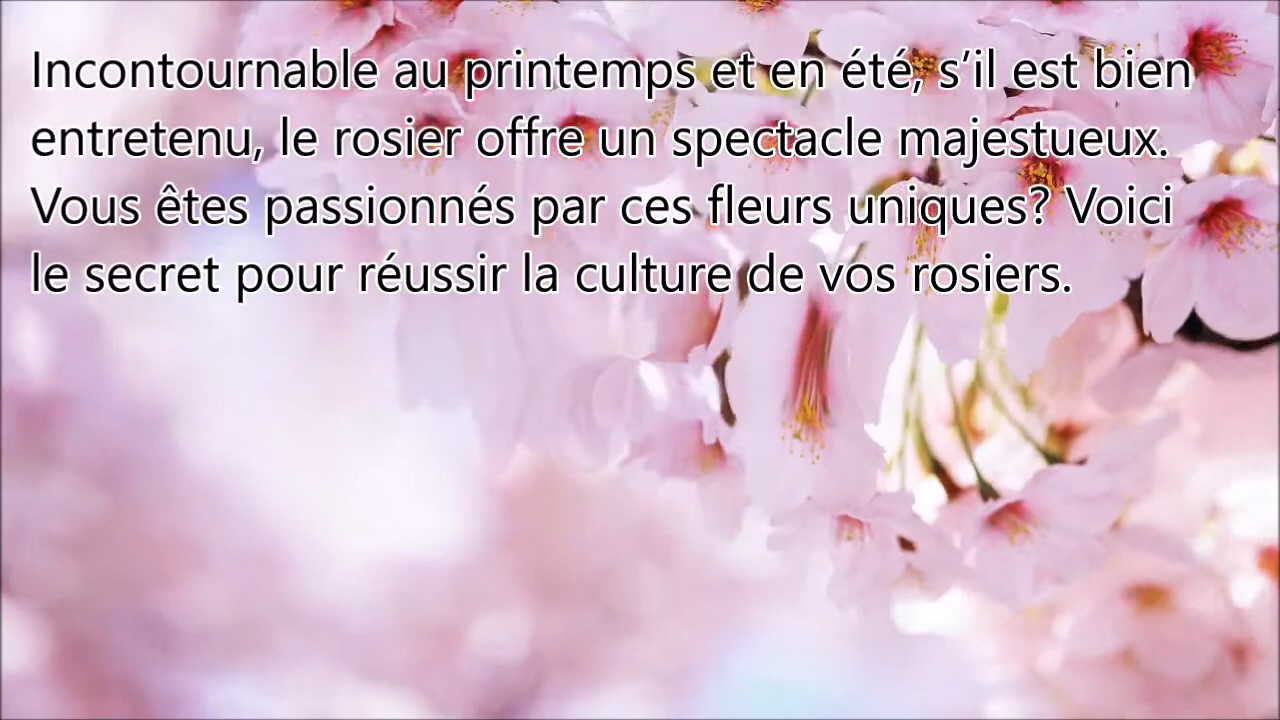 Incontournable au printemps et en été, s’il est bien
entretenu, le rosier offre un spectacle majestueux.
Vous êtes passionnés par ces fleurs uniques? Voici
le secret pour réussir la culture de vos rosiers.